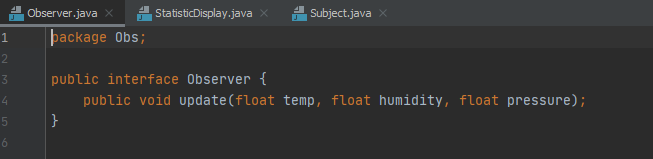 Observer.java StatisticDisplay.java Subject.java
1 package Obs;
2
3 public interface Observer {
4 public void update(float temp, float humidity, float pressure);
5 }
6